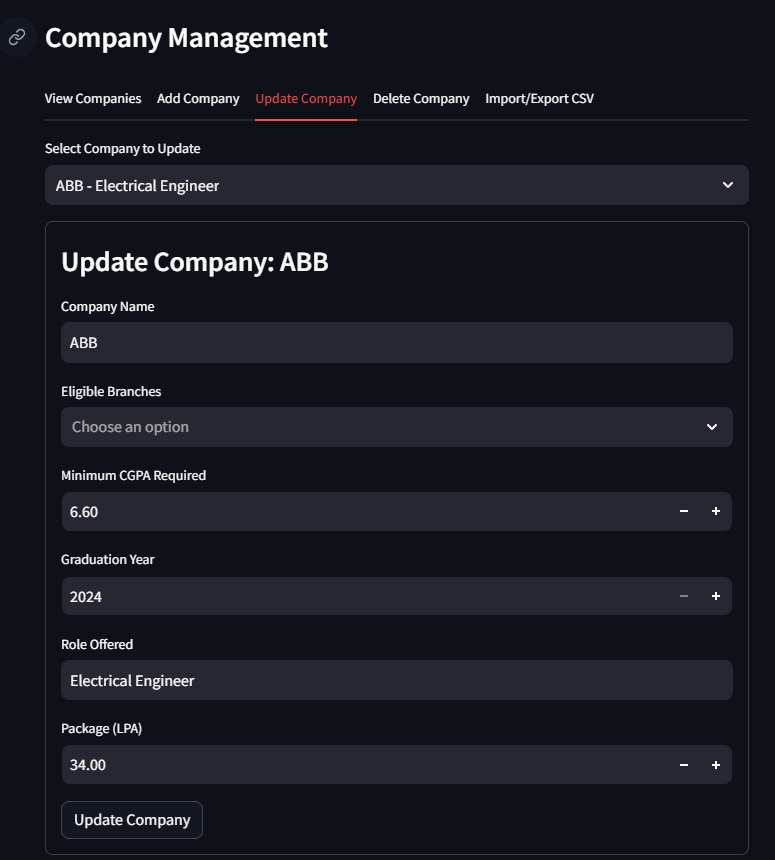 Company Management
View Companies Add Company Update Company Delete Company Import/Export CSV
Select Company to Update
ABB - Electrical Engineer
Update Company: ABB
Company Name
ABB
Eligible Branches
Choose an option
Minimum CGPA Required
6.60
Graduation Year
2024
Role Offered
Electrical Engineer
Package (LPA)
34.00
Update Company